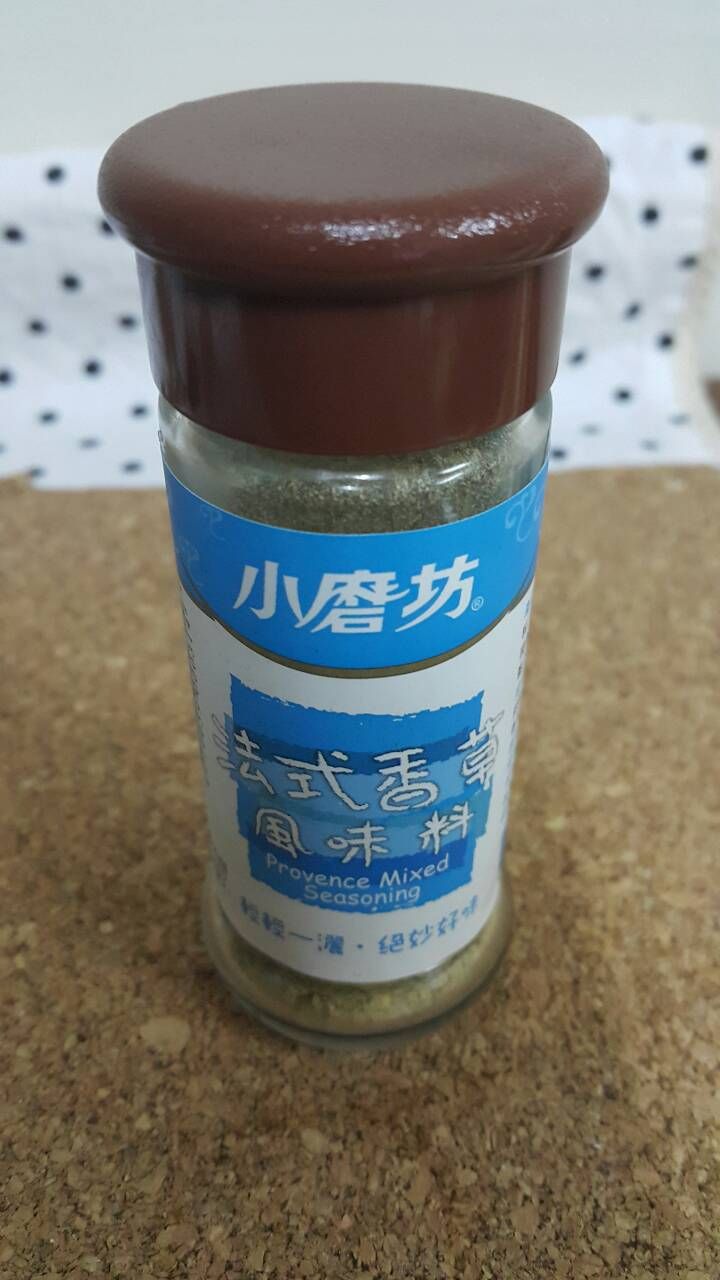 小磨坊®
法式香草
風味料
Provence Mixed
Seasoning
輕輕一灑・絕妙好味